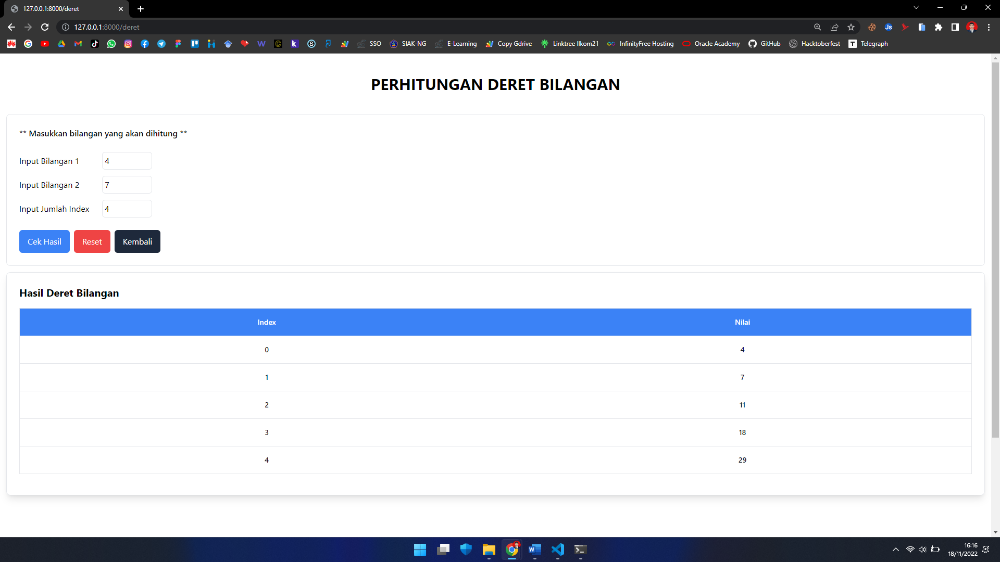 127.0.0.1:8000/deret
127.0.0.1:8000/deret
SSO SIAK-NG E-Learning Copy Gdrive Linktree Ilkom21 InfinityFree Hosting Oracle Academy GitHub Hacktoberfest Telegraph
PERHITUNGAN DERET BILANGAN
** Masukkan bilangan yang akan dihitung **
Input Bilangan 1 4
Input Bilangan 2 7
Input Jumlah Index 4
Cek Hasil Reset Kembali
Hasil Deret Bilangan
Index Nilai
0 4
1 7
2 11
3 18
4 29
16:16
18/11/2022